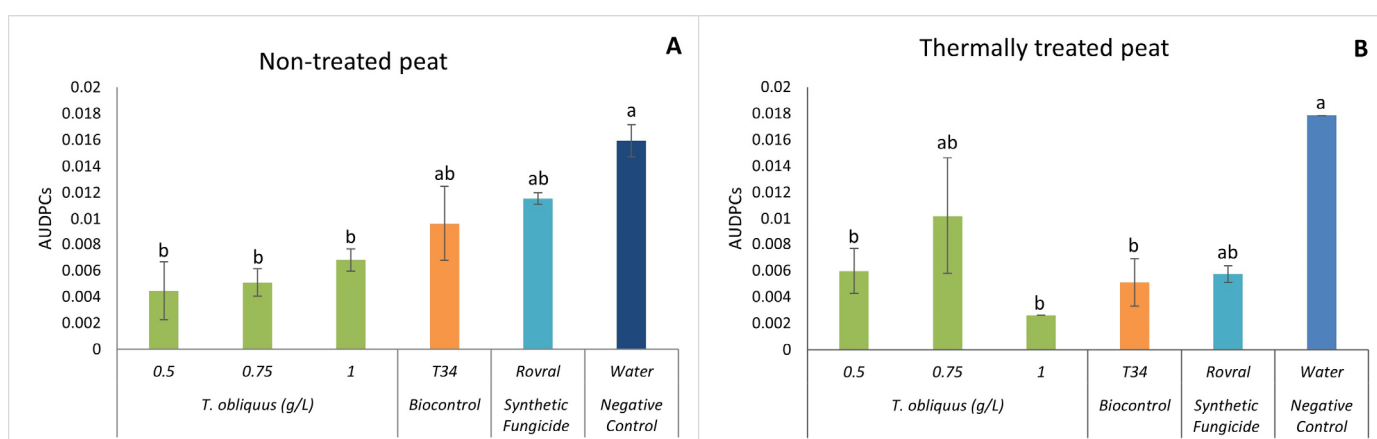 Non-treated peat
A
AUDPCs
0.02
0.018
0.016
0.014
0.012
0.01
0.008
0.006
0.004
0.002
0
b
b
b
ab
ab
a
0.5
0.75
1
T34
Rovral
Water
T. obliquus (g/L)
Biocontrol
Synthetic
Fungicide
Negative
Control
Thermally treated peat
B
AUDPCs
0.02
0.018
0.016
0.014
0.012
0.01
0.008
0.006
0.004
0.002
0
b
ab
b
b
ab
a
0.5
0.75
1
T34
Rovral
Water
T. obliquus (g/L)
Biocontrol
Synthetic
Fungicide
Negative
Control